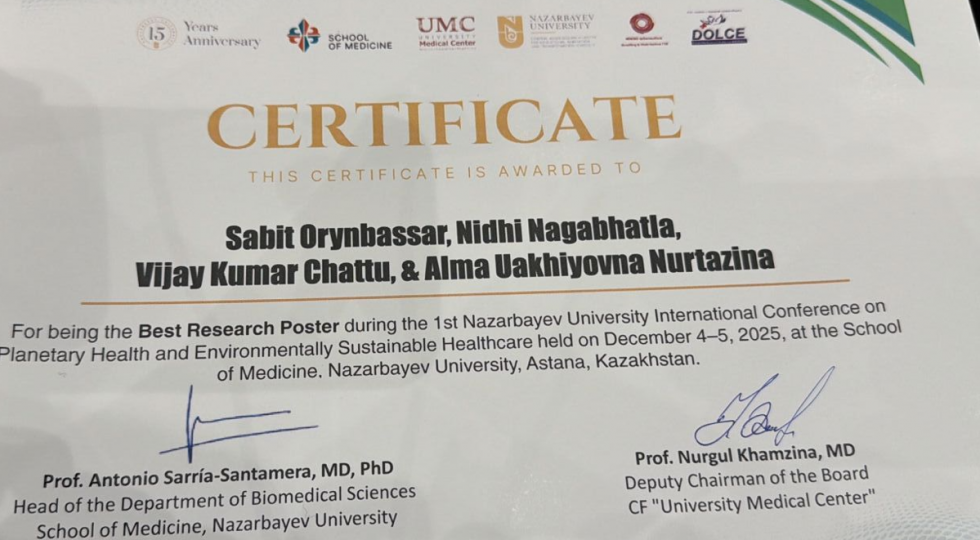 15 Years
Anniversary
SCHOOL
OF MEDICINE
UMC
UNIVERSITY
Medical Center
NAZARBAYEV
UNIVERSITY
DOLCE
CERTIFICATE
THIS CERTIFICATE IS AWARDED TO
Sabit Orynbassar, Nidhi Nagabhatla,
Vijay Kumar Chattu, & Alma Uakhiyovna Nurtazina
For being the Best Research Poster during the 1st Nazarbayev University International Conference on
Planetary Health and Environmentally Sustainable Healthcare held on December 4–5, 2025, at the School
of Medicine. Nazarbayev University, Astana, Kazakhstan.
Prof. Antonio Sarría-Santamera, MD, PhD
Head of the Department of Biomedical Sciences
School of Medicine, Nazarbayev University
Prof. Nurgul Khamzina, MD
Deputy Chairman of the Board
CF "University Medical Center"